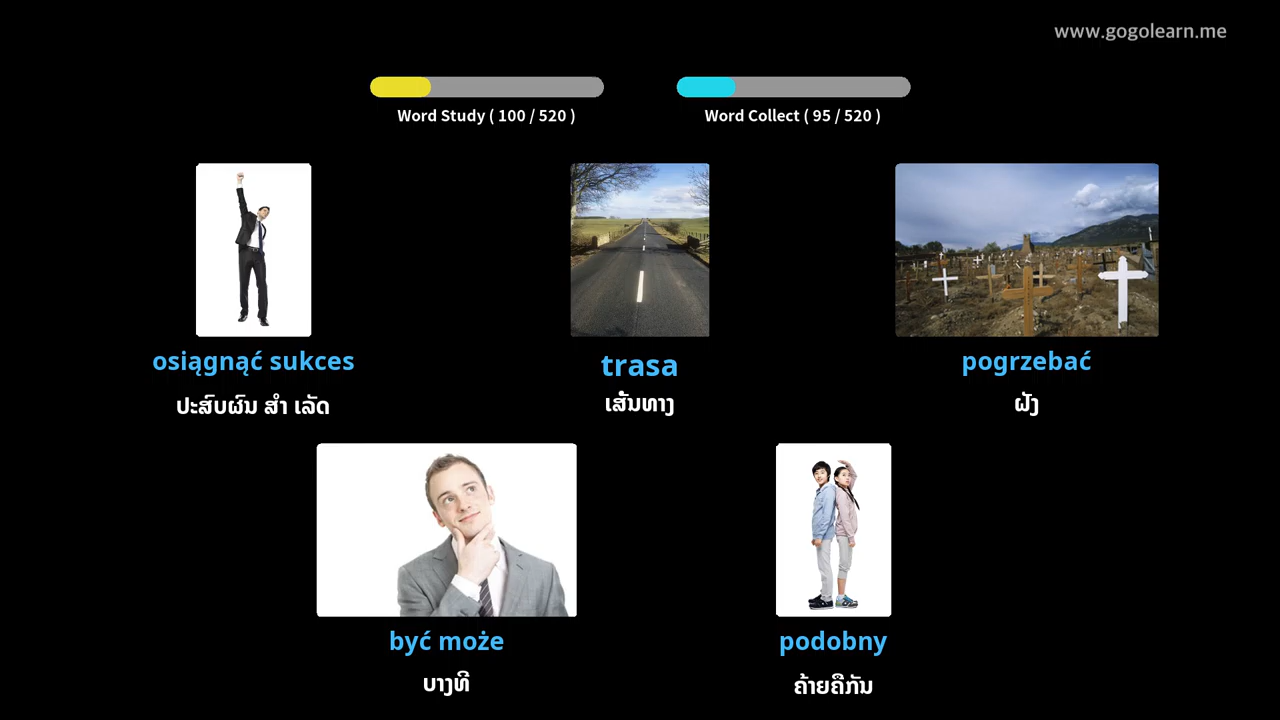 www.gogolearn.me
Word Study ( 100 / 520 )
Word Collect ( 95 / 520 )
osiągnąć sukces
ປະສົບຜົນ ສຳ ເລັດ
trasa
ເສັ້ນທາງ
pogrzebać
ຝັງ
być może
ບາງທີ
podobny
ຄ້າຍຄືກັນ